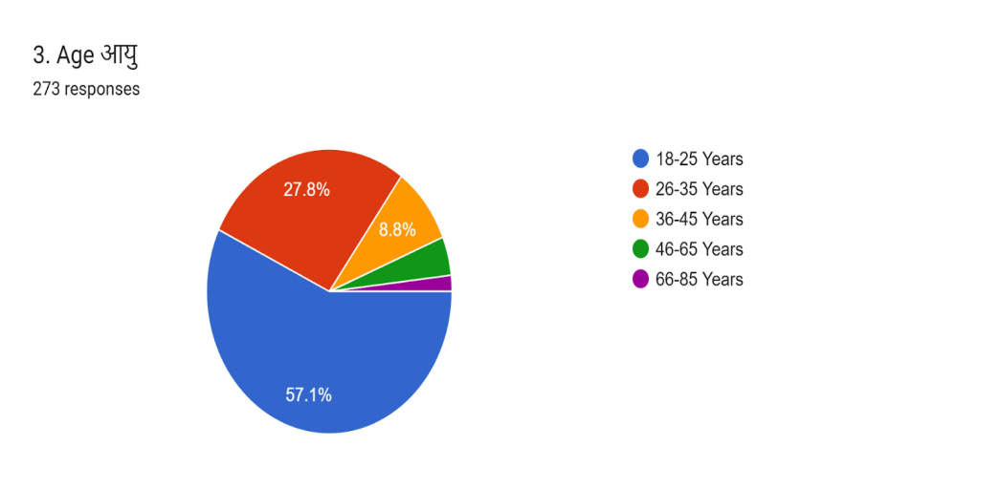 3. Age आयु
273 responses
18-25 Years
26-35 Years
36-45 Years
46-65 Years
66-85 Years
27.8%
8.8%
57.1%